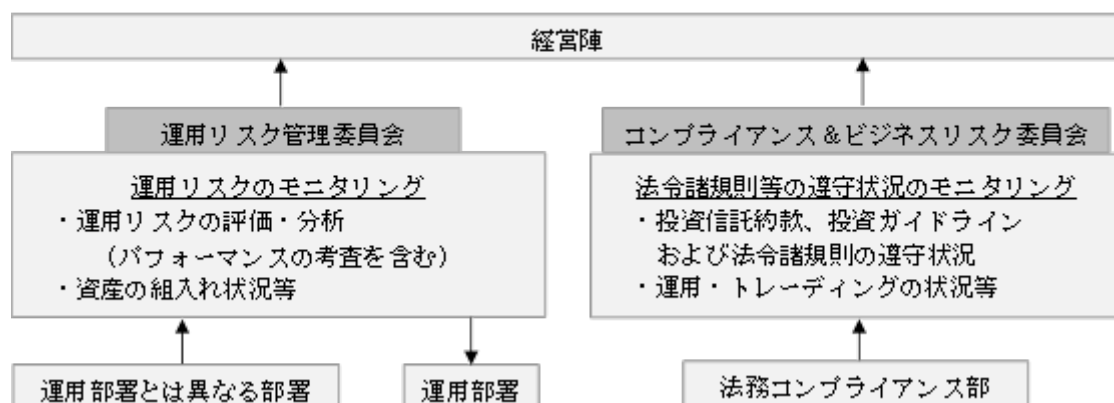 経営陣
運用リスク管理委員会
運用リスクのモニタリング
・運用リスクの評価・分析
（パフォーマンスの考査を含む）
・資産の組入れ状況等
運用部署とは異なる部署
運用部署
コンプライアンス＆ビジネスリスク委員会
法令諸規則等の遵守状況のモニタリング
・投資信託約款、投資ガイドライン
および法令諸規則の遵守状況
・運用・トレーディングの状況等
法務コンプライアンス部